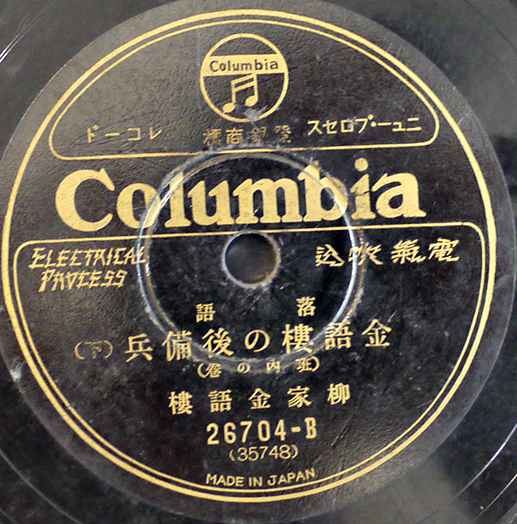 Columbia
ニュー・プロセス 登録商標 レコード
Columbia
ELECTRICAL PROCESS
電氣吹込
落語
金語樓の後備兵 (下)
(班内の巻)
柳家金語樓
26704-B
(35748)
MADE IN JAPAN